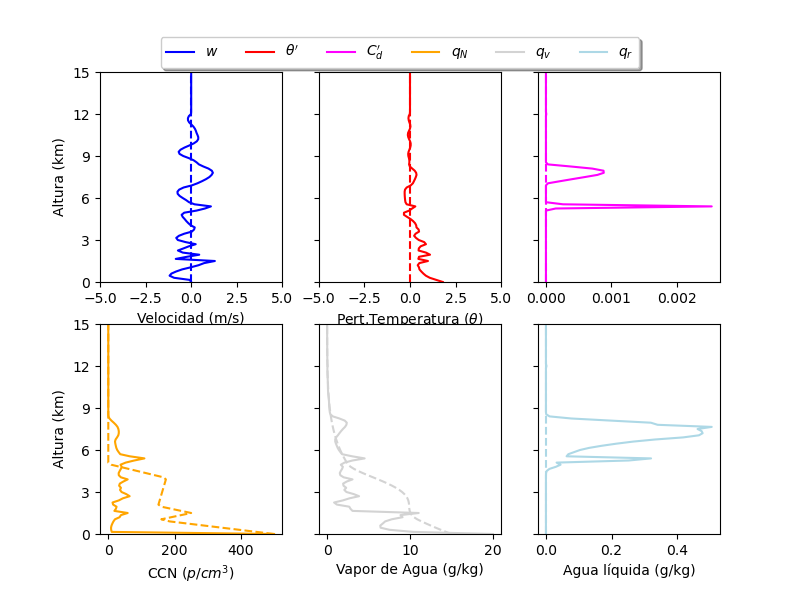 w θ′ C′d qN qv qr
15
12
9
6
3
0
Altura (km)
−5.0 −2.5 0.0 2.5 5.0
Velocidad (m/s)
−5.0 −2.5 0.0 2.5 5.0
Pert.Temperatura (θ)
0.000 0.001 0.002
15
12
9
6
3
0
Altura (km)
0 200 400
CCN (p/cm³)
0 10 20
Vapor de Agua (g/kg)
0.0 0.2 0.4
Agua líquida (g/kg)